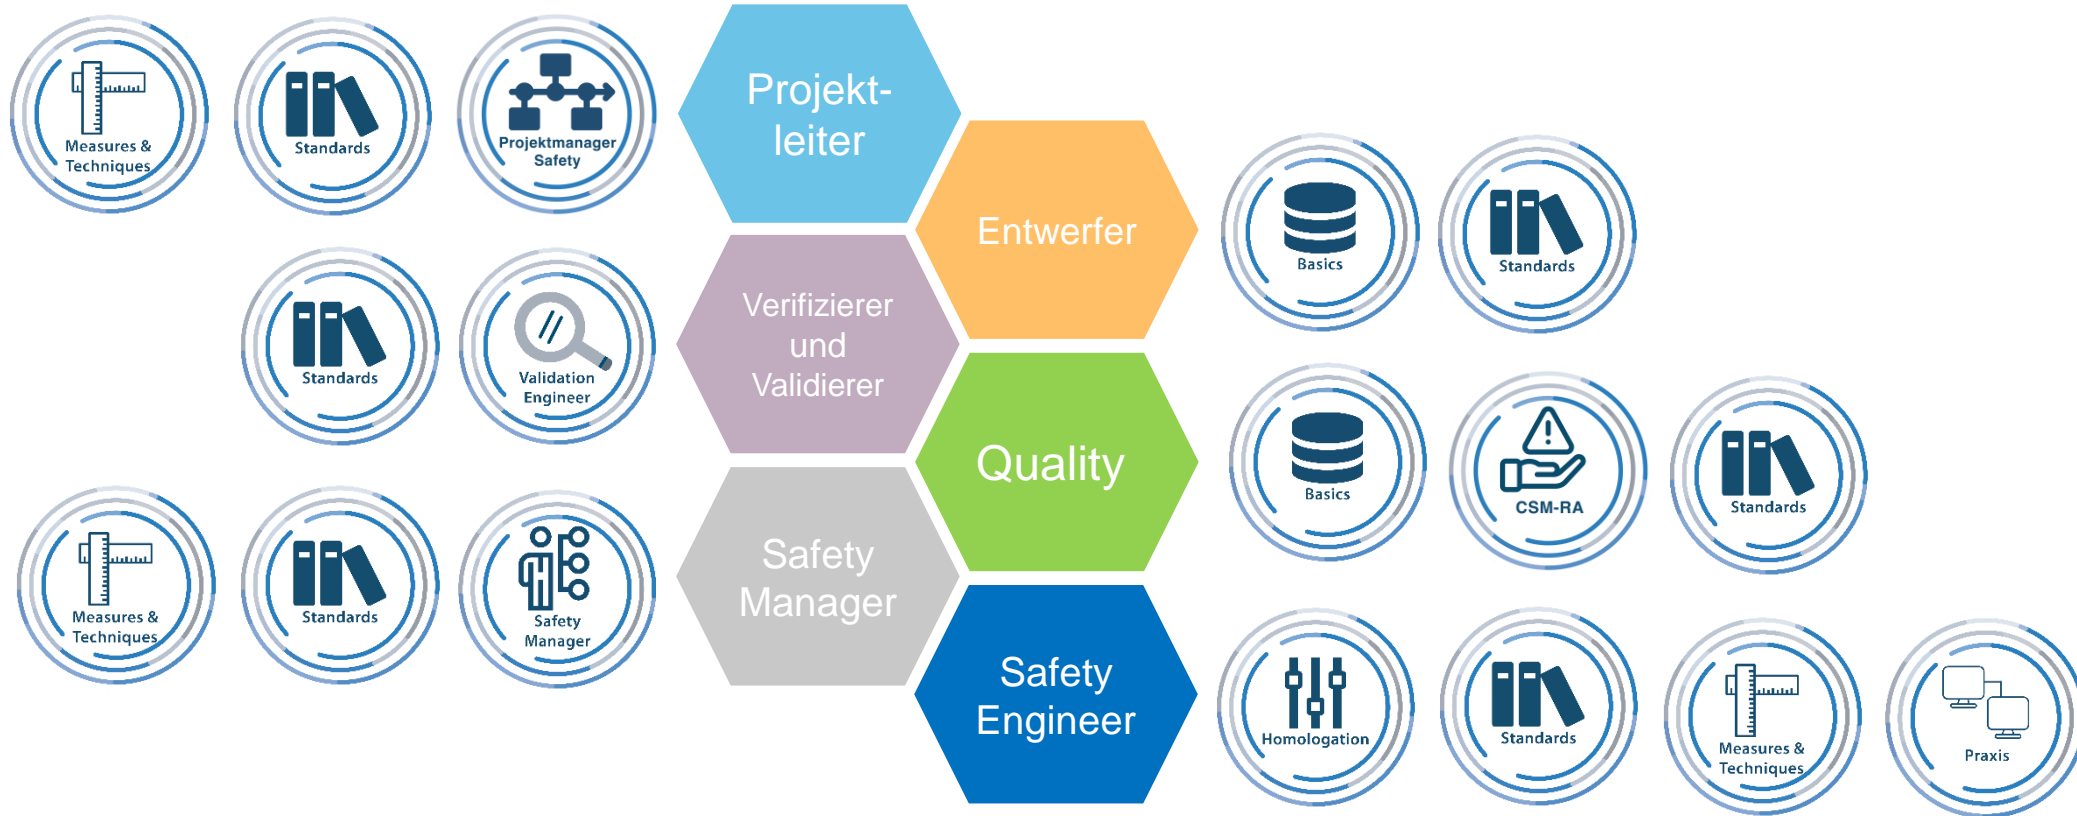 Measures &
Techniques
Standards
Projektmanager
Safety
Projekt-
leiter
Entwerfer
Basics
Standards
Standards
Validation
Engineer
Verifizierer
und
Validierer
Quality
Basics
CSM-RA
Standards
Measures &
Techniques
Standards
Safety
Manager
Safety
Manager
Safety
Engineer
Homologation
Standards
Measures &
Techniques
Praxis